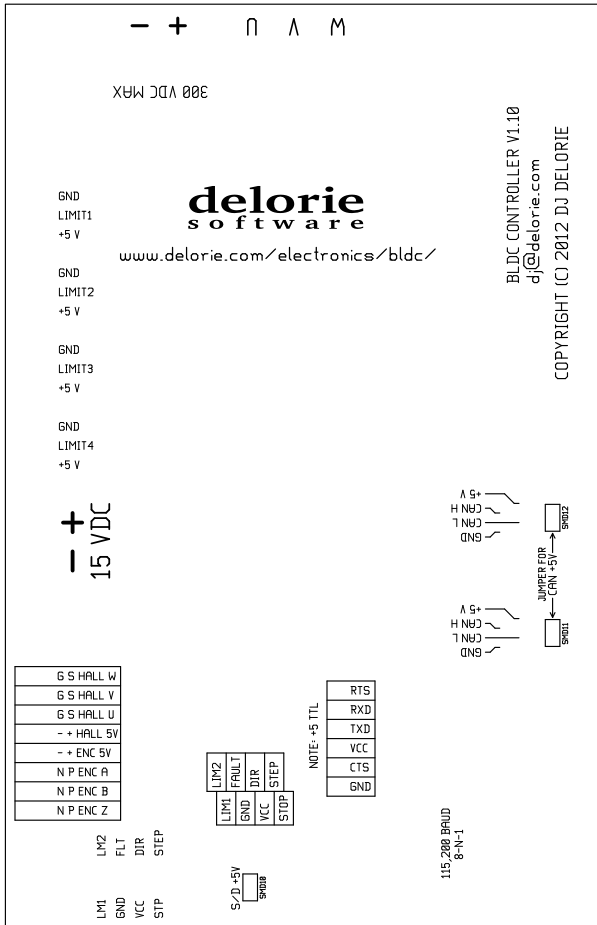 − + U V W
300 VDC MAX
delorie
software
www.delorie.com/electronics/bldc/
BLDC CONTROLLER V1.10
dj@delorie.com
COPYRIGHT (C) 2012 DJ DELORIE
GND
LIMIT1
+5 V
GND
LIMIT2
+5 V
GND
LIMIT3
+5 V
GND
LIMIT4
+5 V
− +
15 VDC
+5 V
CAN H
CAN L
GND
SMD12
JUMPER FOR
CAN +5V
+5 V
CAN H
CAN L
GND
SMD11
G S HALL W
G S HALL V
G S HALL U
- + HALL 5V
- + ENC 5V
N P ENC A
N P ENC B
N P ENC Z
LIM2
FAULT
DIR
STEP
LIM1
GND
VCC
STOP
NOTE: +5 TTL
RTS
RXD
TXD
VCC
CTS
GND
LM2
FLT
DIR
STEP
LM1
GND
VCC
STP
S/D +5V
SMD10
115,200 BAUD
8-N-1